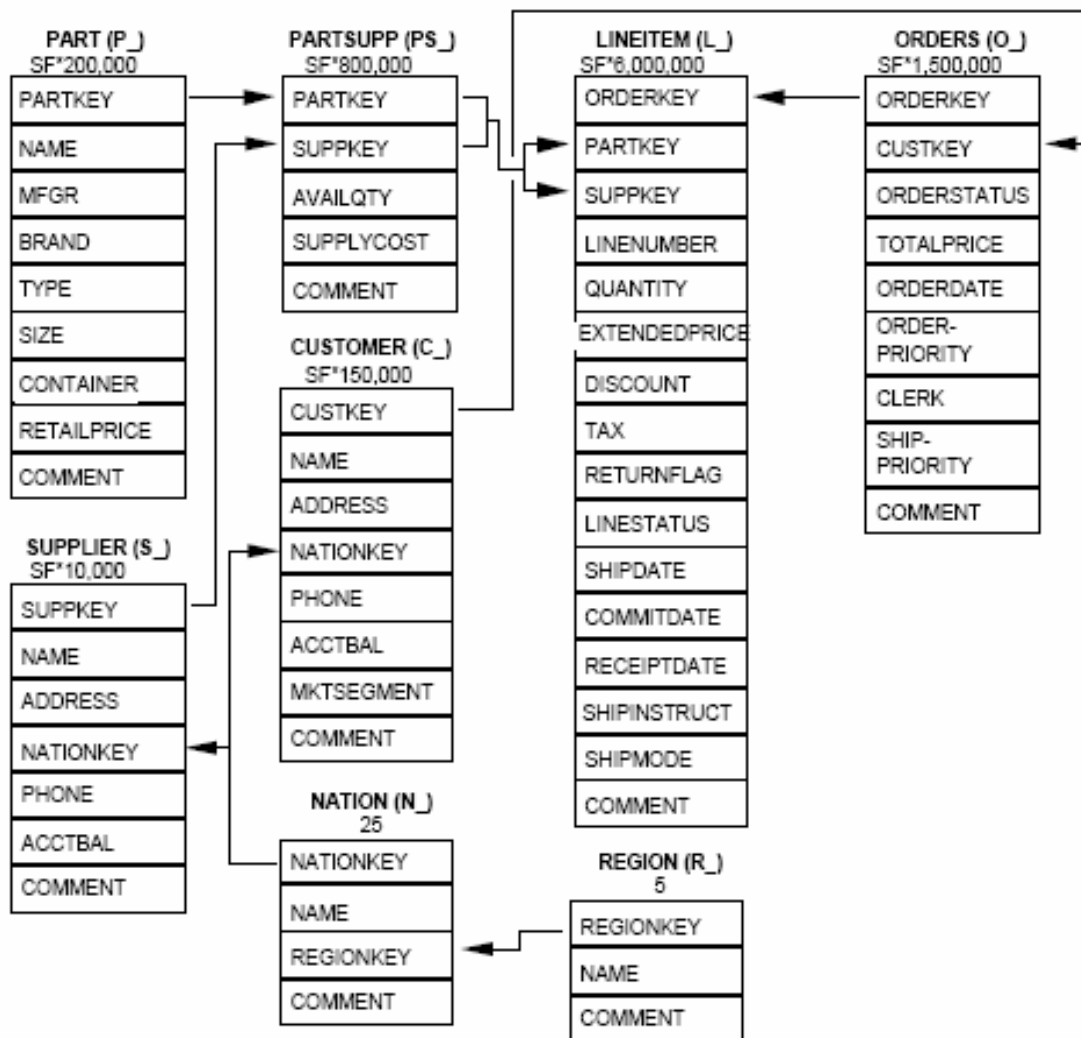 PART (P_)
SF*200,000
PARTKEY
NAME
MFGR
BRAND
TYPE
SIZE
CONTAINER
RETAILPRICE
COMMENT
SUPPLIER (S_)
SF*10,000
SUPPKEY
NAME
ADDRESS
NATIONKEY
PHONE
ACCTBAL
COMMENT
PARTSUPP (PS_)
SF*800,000
PARTKEY
SUPPKEY
AVAILQTY
SUPPLYCOST
COMMENT
CUSTOMER (C_)
SF*150,000
CUSTKEY
NAME
ADDRESS
NATIONKEY
PHONE
ACCTBAL
MKTSEGMENT
COMMENT
NATION (N_)
25
NATIONKEY
NAME
REGIONKEY
COMMENT
LINEITEM (L_)
SF*6,000,000
ORDERKEY
PARTKEY
SUPPKEY
LINENUMBER
QUANTITY
EXTENDEDPRICE
DISCOUNT
TAX
RETURNFLAG
LINESTATUS
SHIPDATE
COMMITDATE
RECEIPTDATE
SHIPINSTRUCT
SHIPMODE
COMMENT
REGION (R_)
5
REGIONKEY
NAME
COMMENT
ORDERS (O_)
SF*1,500,000
ORDERKEY
CUSTKEY
ORDERSTATUS
TOTALPRICE
ORDERDATE
ORDER-
PRIORITY
CLERK
SHIP-
PRIORITY
COMMENT